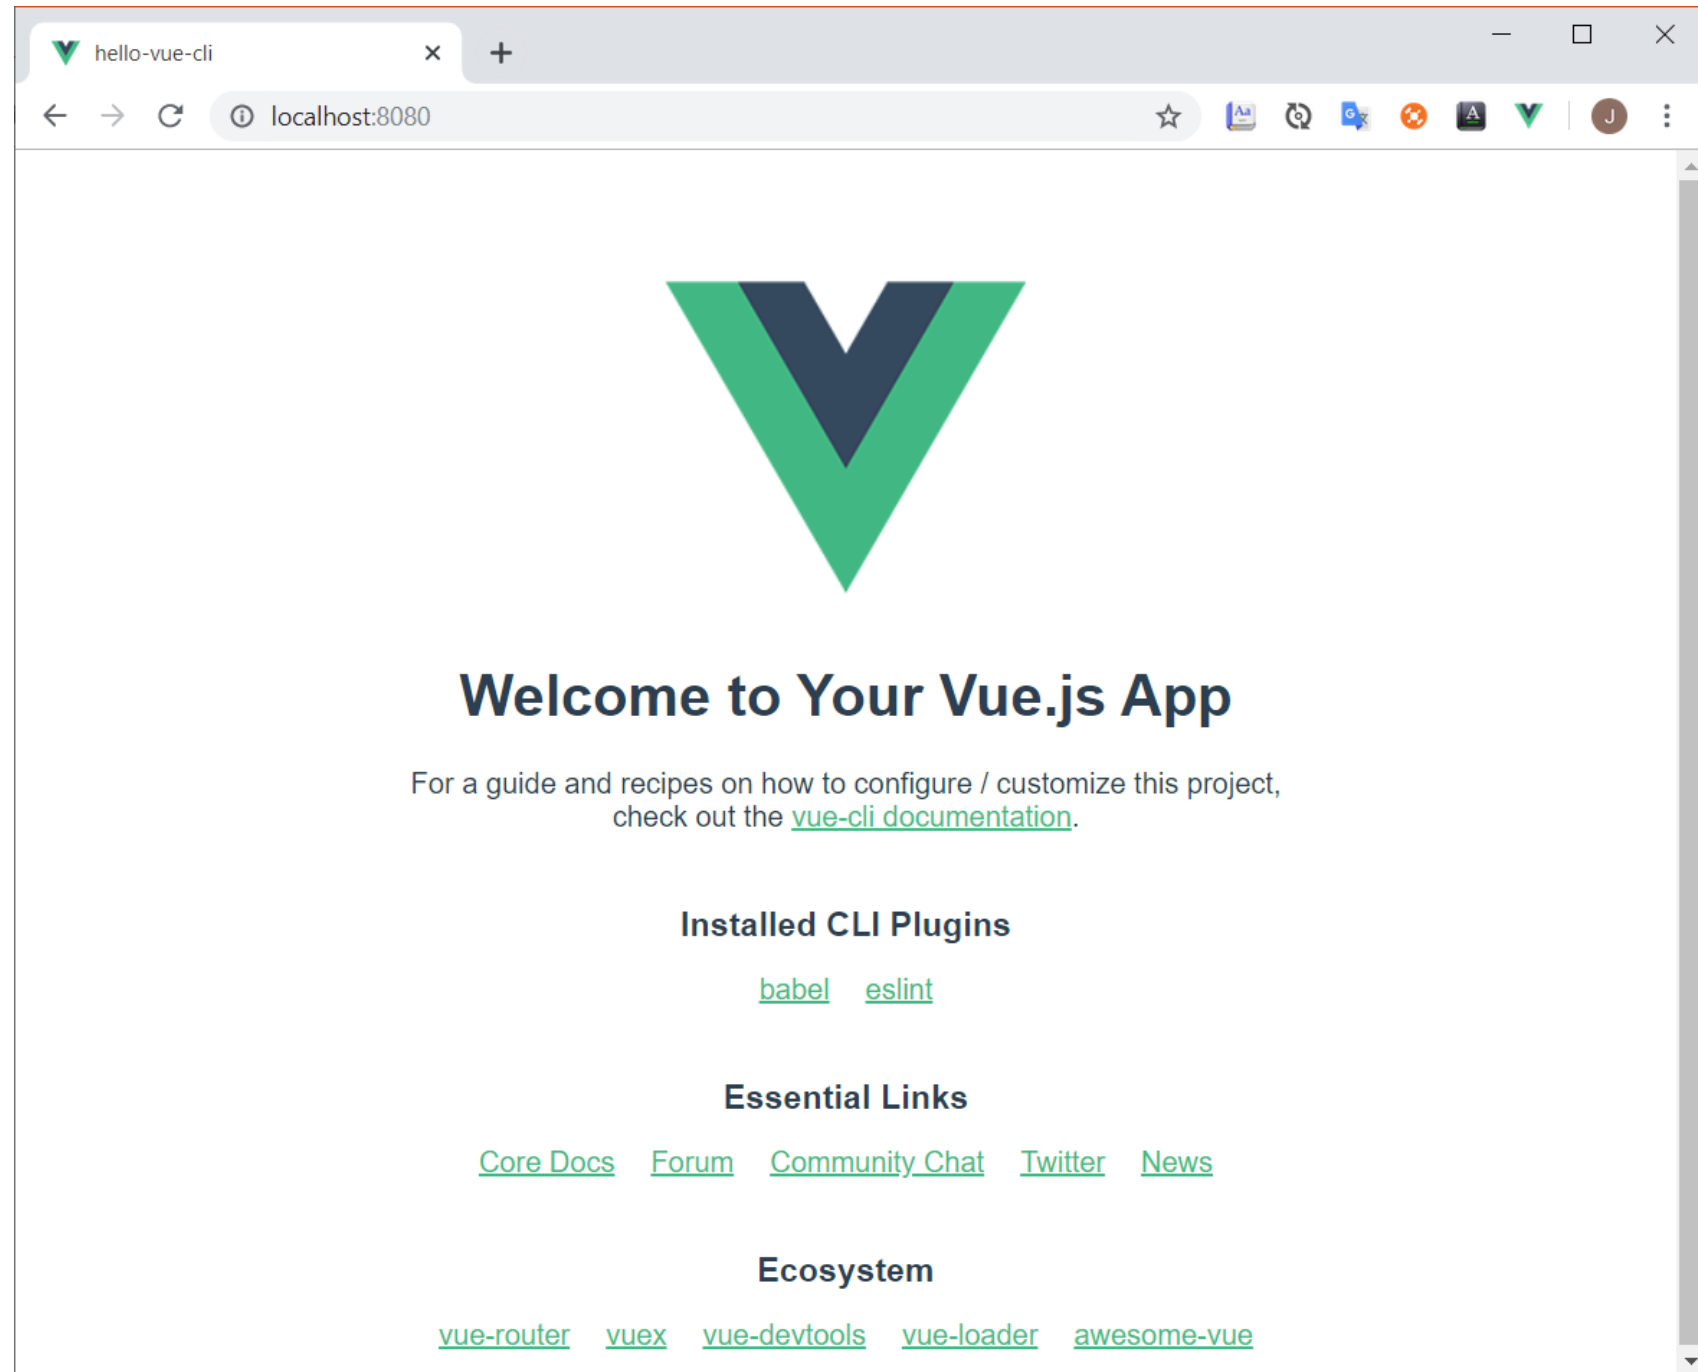 hello-vue-cli
localhost:8080
J
Welcome to Your Vue.js App
For a guide and recipes on how to configure / customize this project,
check out the vue-cli documentation.
Installed CLI Plugins
babel eslint
Essential Links
Core Docs Forum Community Chat Twitter News
Ecosystem
vue-router vuex vue-devtools vue-loader awesome-vue